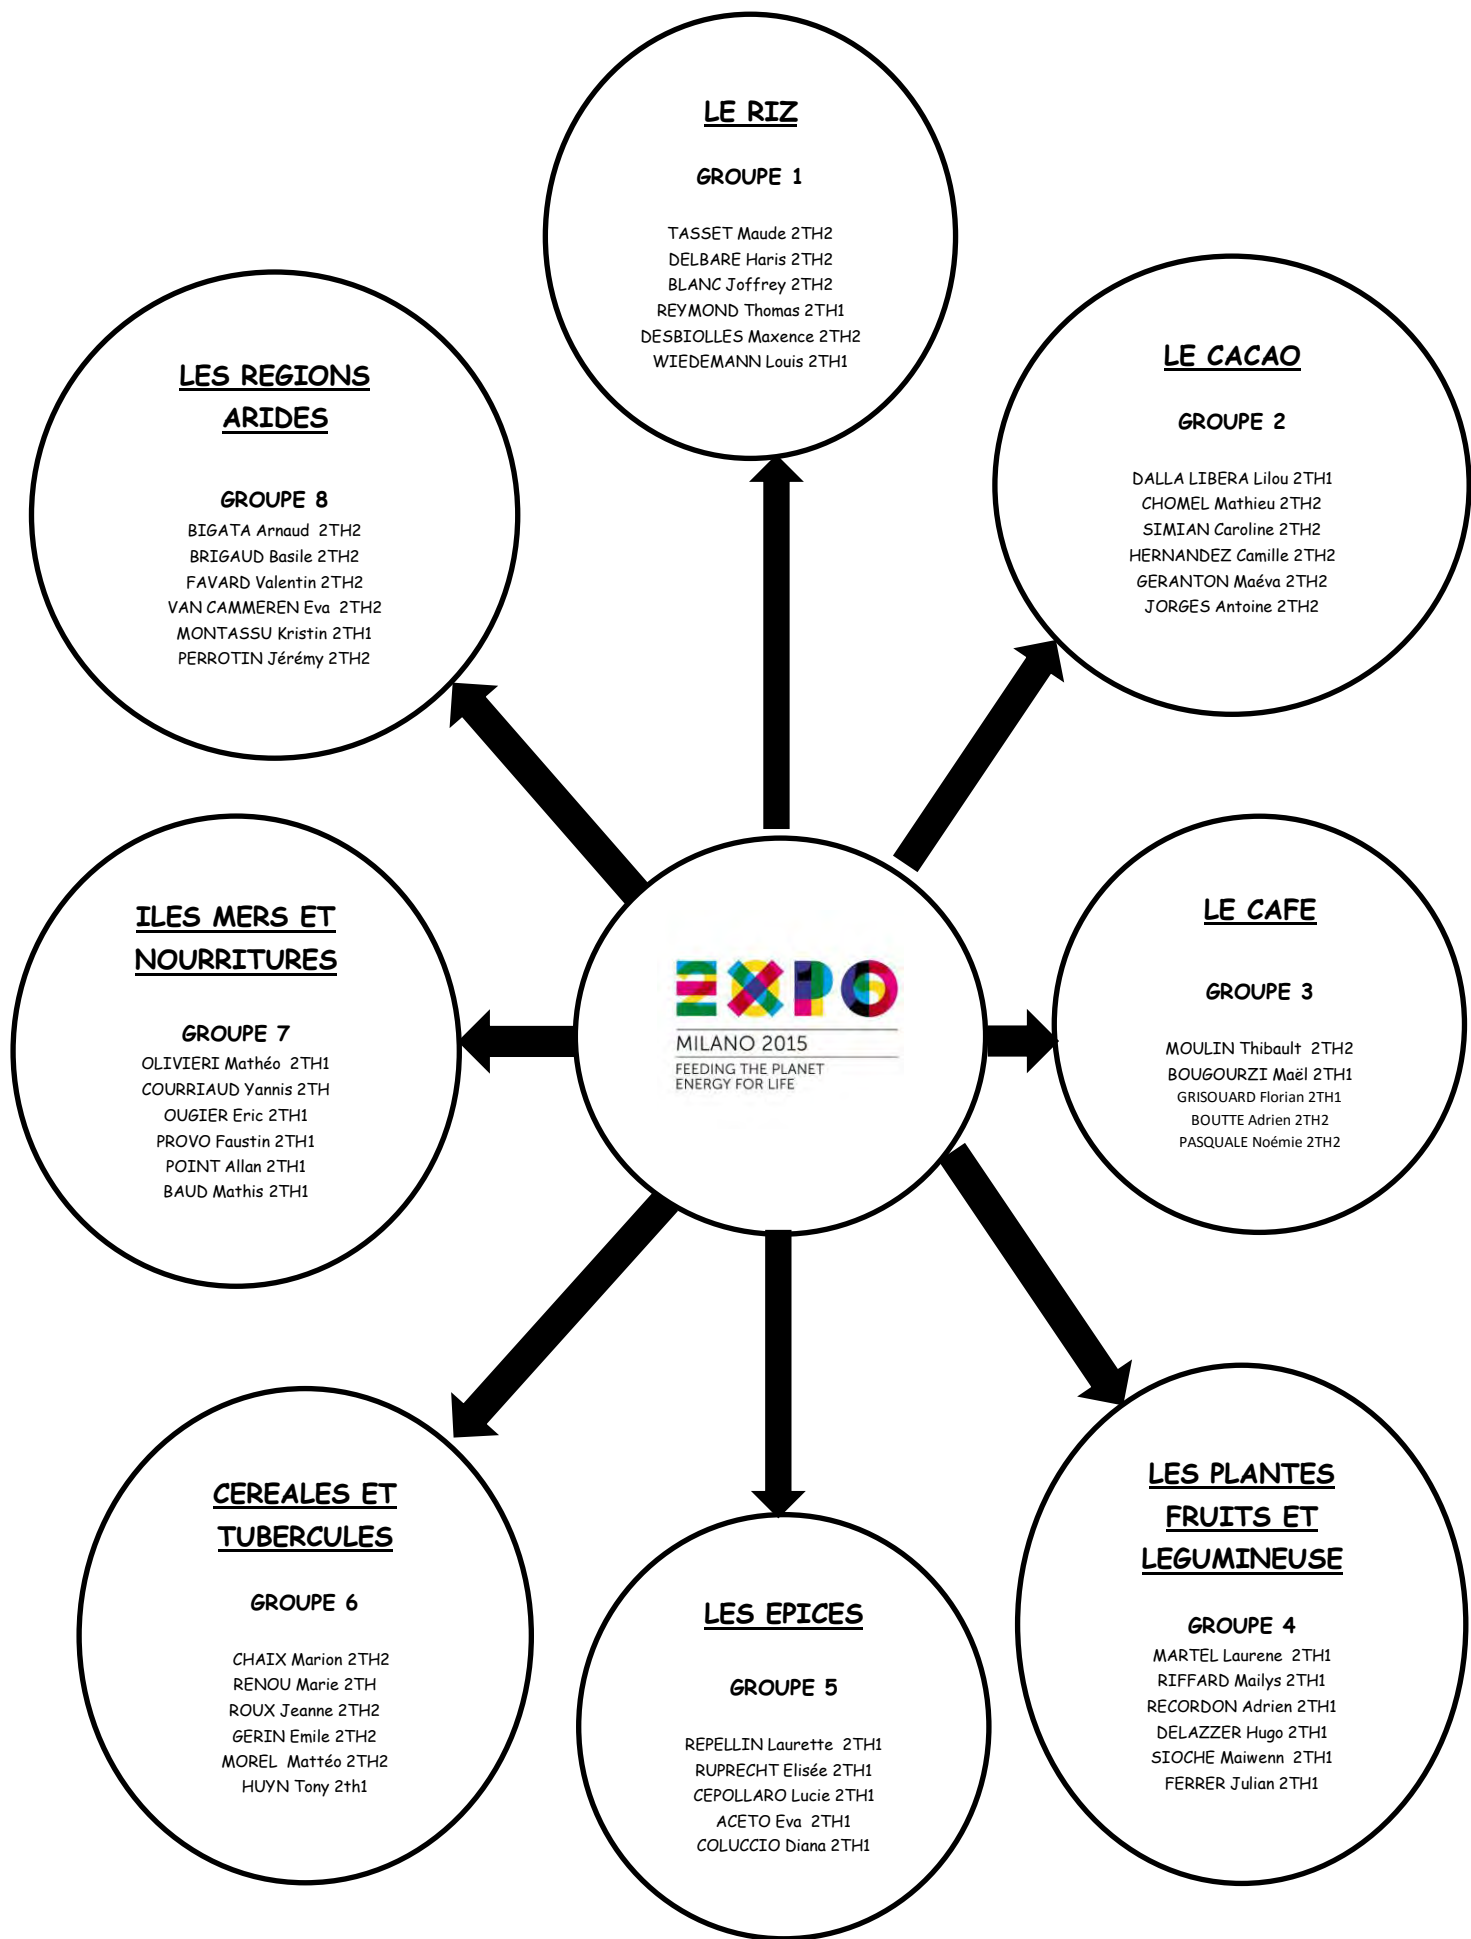 LE RIZ
GROUPE 1
TASSET Maude 2TH2
DELBARE Haris 2TH2
BLANC Joffrey 2TH2
REYMOND Thomas 2TH1
DESBIOLLES Maxence 2TH2
WIEDEMANN Louis 2TH1
LE CACAO
GROUPE 2
DALLA LIBERA Lilou 2TH1
CHOMEL Mathieu 2TH2
SIMIAN Caroline 2TH2
HERNANDEZ Camille 2TH2
GERANTON Maéva 2TH2
JORGES Antoine 2TH2
LE CAFE
GROUPE 3
MOULIN Thibault 2TH2
BOUGOURZI Maël 2TH1
GRISOUARD Florian 2TH1
BOUTTE Adrien 2TH2
PASQUALE Noémie 2TH2
LES PLANTES
FRUITS ET
LEGUMINEUSE
GROUPE 4
MARTEL Laurene 2TH1
RIFFARD Mailys 2TH1
RECORDON Adrien 2TH1
DELAZZER Hugo 2TH1
SIOCHE Maiwenn 2TH1
FERRER Julian 2TH1
LES EPICES
GROUPE 5
REPELLIN Laurette 2TH1
RUPRECHT Elisée 2TH1
CEPOLLARO Lucie 2TH1
ACETO Eva 2TH1
COLUCCIO Diana 2TH1
CEREALES ET
TUBERCULES
GROUPE 6
CHAIX Marion 2TH2
RENOU Marie 2TH
ROUX Jeanne 2TH2
GERIN Emile 2TH2
MOREL Mattéo 2TH2
HUYN Tony 2th1
ILES MERS ET
NOURRITURES
GROUPE 7
OLIVIERI Mathéo 2TH1
COURRIAUD Yannis 2TH
OUGIER Eric 2TH1
PROVO Faustin 2TH1
POINT Allan 2TH1
BAUD Mathis 2TH1
LES REGIONS
ARIDES
GROUPE 8
BIGATA Arnaud 2TH2
BRIGAUD Basile 2TH2
FAVARD Valentin 2TH2
VAN CAMMEREN Eva 2TH2
MONTASSU Kristin 2TH1
PERROTIN Jérémy 2TH2
EXPO
MILANO 2015
FEEDING THE PLANET
ENERGY FOR LIFE